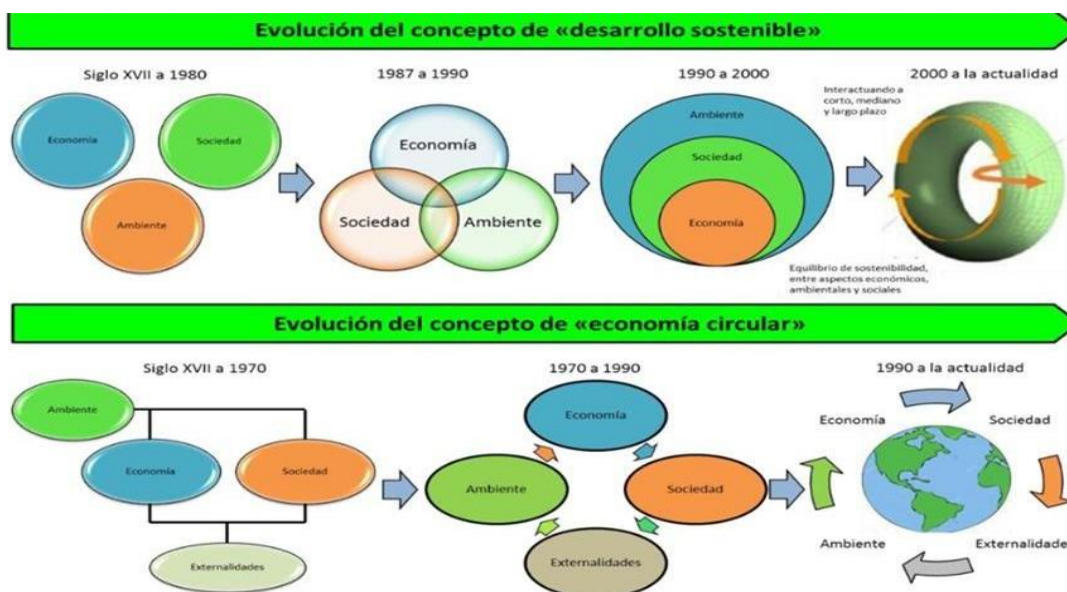 Evolución del concepto de «desarrollo sostenible»
Siglo XVII a 1980
Economía
Sociedad
Ambiente
1987 a 1990
Economía
Sociedad
Ambiente
1990 a 2000
Ambiente
Sociedad
Economía
2000 a la actualidad
Interactuando a
corto, mediano
y largo plazo
Equilibrio de sostenibilidad,
entre aspectos económicos,
ambientales y sociales
Evolución del concepto de «economía circular»
Siglo XVII a 1970
Ambiente
Economía
Sociedad
Externalidades
1970 a 1990
Economía
Ambiente
Sociedad
Externalidades
1990 a la actualidad
Economía
Sociedad
Ambiente
Externalidades